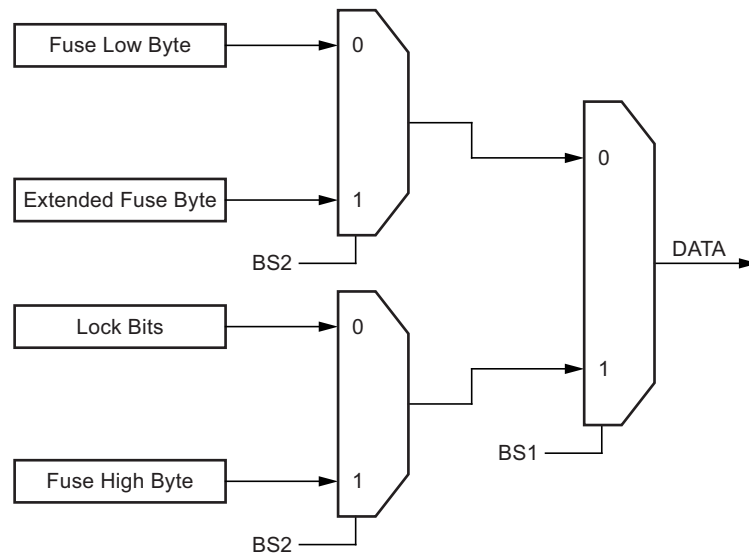 Fuse Low Byte
0
Extended Fuse Byte
1
BS2
0
DATA
Lock Bits
0
1
BS1
Fuse High Byte
1
BS2